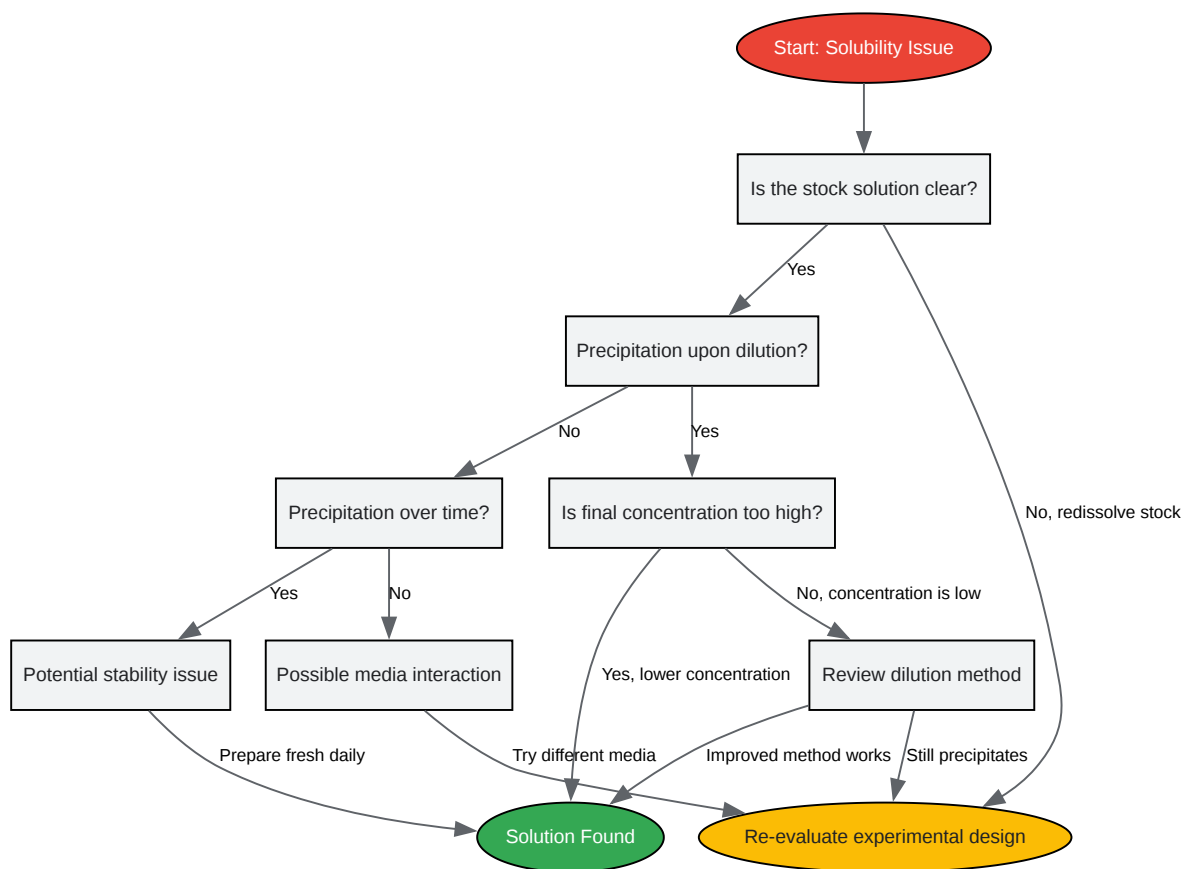 Start: Solubility Issue
Is the stock solution clear?
Yes
Precipitation upon dilution?
No
Yes
Precipitation over time?
Is final concentration too high?
No, redissolve stock
Yes
No
No, concentration is low
Potential stability issue
Possible media interaction
Yes, lower concentration
Review dilution method
Prepare fresh daily
Try different media
Improved method works
Still precipitates
Solution Found
Re-evaluate experimental design